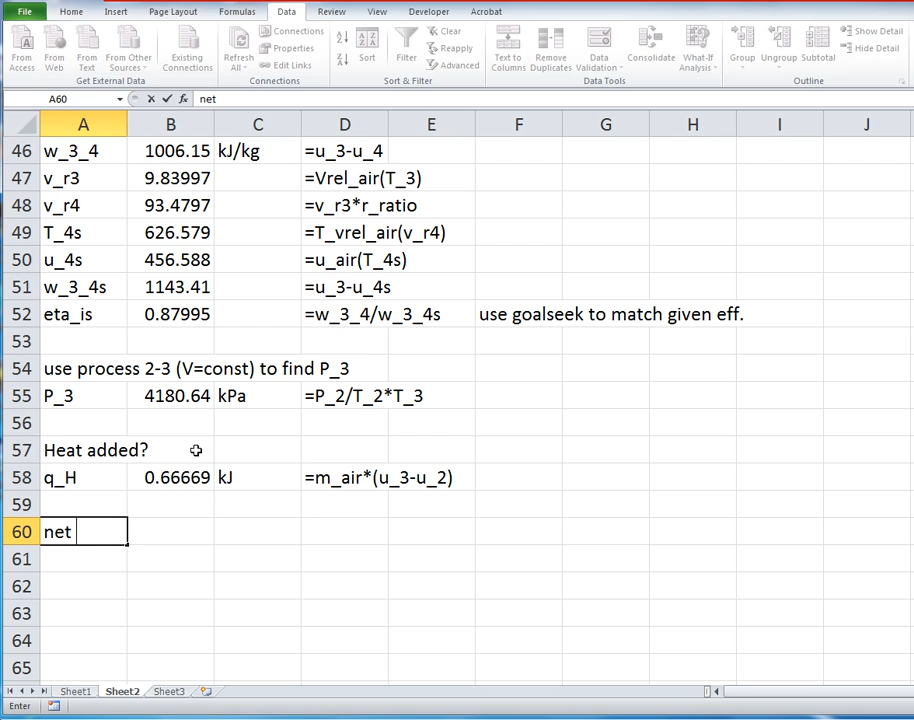 File Home Insert Page Layout Formulas Data Review View Developer Acrobat
From Access From Web From Text From Other Sources Existing Connections Refresh All Connections Properties Edit Links Sort Filter Clear Reapply Advanced Text to Columns Remove Duplicates Data Validation Consolidate What-If Analysis Group Ungroup Subtotal Show Detail Hide Detail
Get External Data Connections Sort & Filter Data Tools Outline
A60 fx net
A B C D E F G H I J
46 w_3_4 1006.15 kJ/kg =u_3-u_4
47 v_r3 9.83997 =Vrel_air(T_3)
48 v_r4 93.4797 =v_r3*r_ratio
49 T_4s 626.579 =T_vrel_air(v_r4)
50 u_4s 456.588 =u_air(T_4s)
51 w_3_4s 1143.41 =u_3-u_4s
52 eta_is 0.87995 =w_3_4/w_3_4s use goalseek to match given eff.
53
54 use process 2-3 (V=const) to find P_3
55 P_3 4180.64 kPa =P_2/T_2*T_3
56
57 Heat added?
58 q_H 0.66669 kJ =m_air*(u_3-u_2)
59
60 net
61
62
63
64
65
Sheet1 Sheet2 Sheet3
Enter